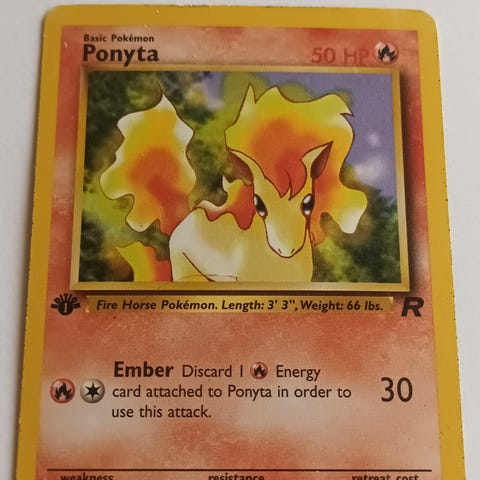 Basic Pokémon
Ponyta
50 HP
1
Fire Horse Pokémon. Length: 3' 3", Weight: 66 lbs.
R
Ember Discard 1 Energy
card attached to Ponyta in order to
use this attack.
30
weakness resistance retreat cost